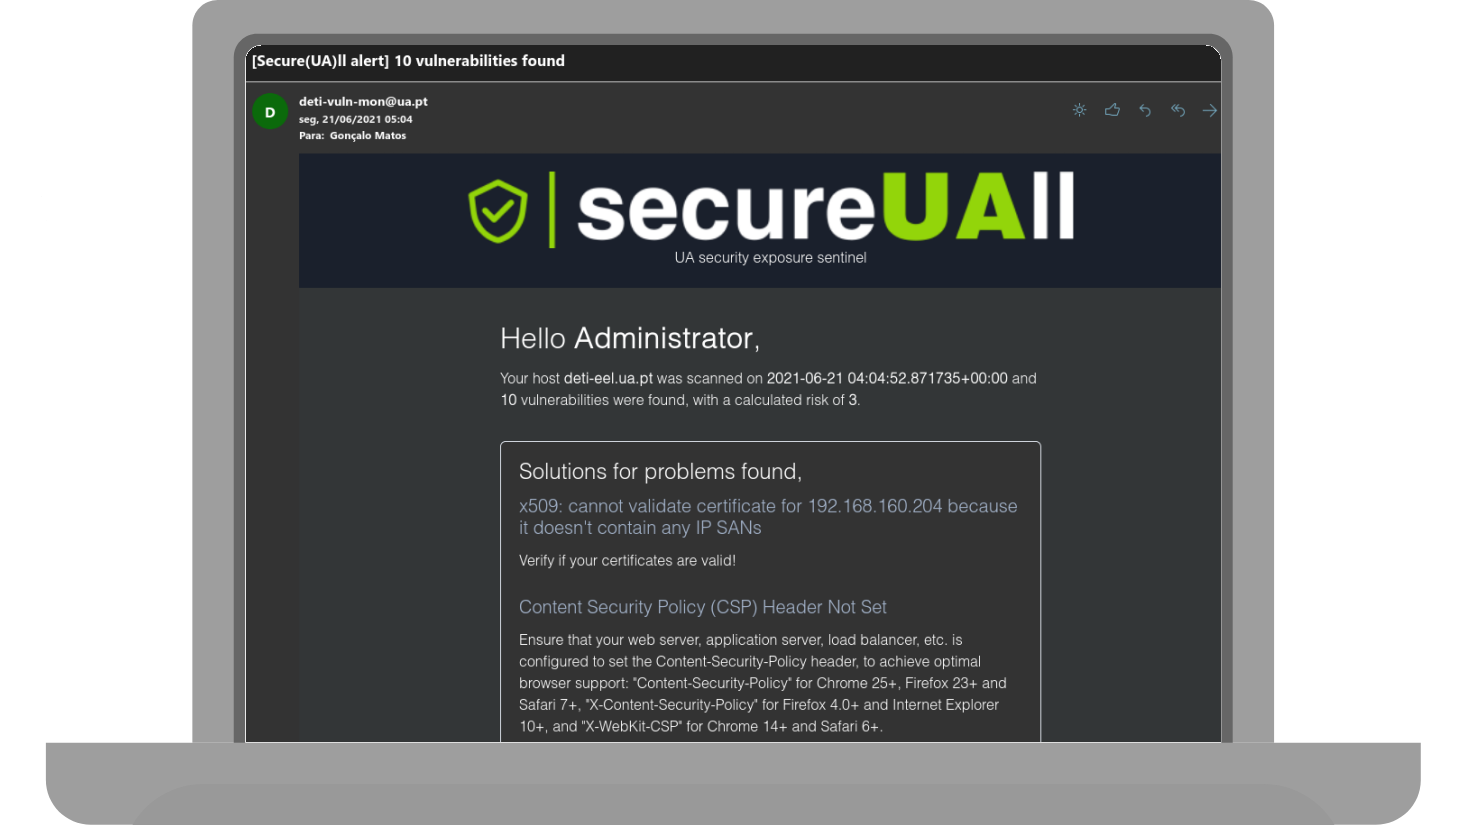 [Secure(UA)ll alert] 10 vulnerabilities found
D
deti-vuln-mon@ua.pt
seg, 21/06/2021 05:04
Para: Gonçalo Matos
secureUAll
UA security exposure sentinel
Hello Administrator,
Your host deti-eel.ua.pt was scanned on 2021-06-21 04:04:52.871735+00:00 and
10 vulnerabilities were found, with a calculated risk of 3.
Solutions for problems found,
x509: cannot validate certificate for 192.168.160.204 because
it doesn't contain any IP SANs
Verify if your certificates are valid!
Content Security Policy (CSP) Header Not Set
Ensure that your web server, application server, load balancer, etc. is
configured to set the Content-Security-Policy header, to achieve optimal
browser support: "Content-Security-Policy" for Chrome 25+, Firefox 23+ and
Safari 7+, "X-Content-Security-Policy" for Firefox 4.0+ and Internet Explorer
10+, and "X-WebKit-CSP" for Chrome 14+ and Safari 6+.